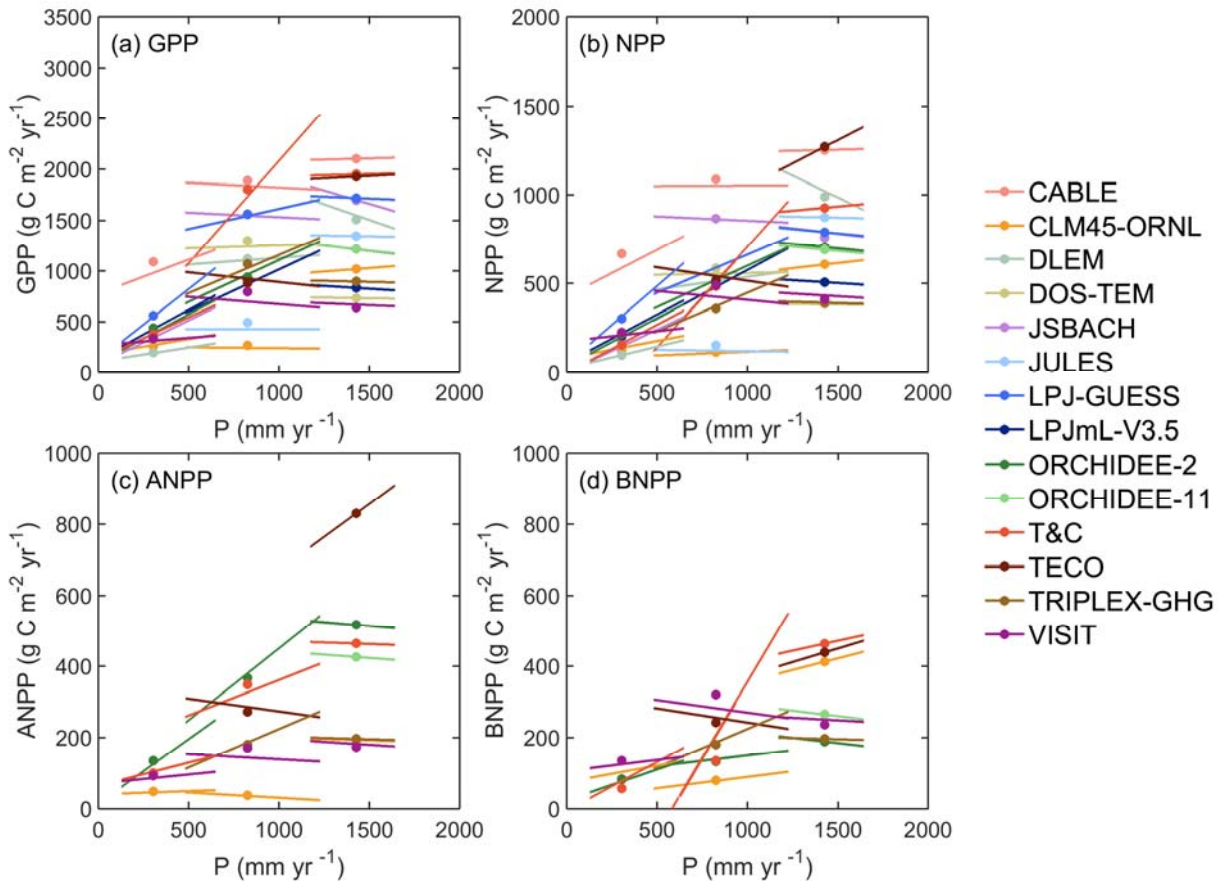 (a) GPP
GPP (g C m⁻² yr⁻¹)
3500
3000
2500
2000
1500
1000
500
0
0 500 1000 1500 2000
P (mm yr ⁻¹)
(b) NPP
NPP (g C m⁻² yr⁻¹)
2000
1500
1000
500
0
0 500 1000 1500 2000
P (mm yr ⁻¹)
(c) ANPP
ANPP (g C m⁻² yr⁻¹)
1000
800
600
400
200
0
0 500 1000 1500 2000
P (mm yr ⁻¹)
(d) BNPP
BNPP (g C m⁻² yr⁻¹)
1000
800
600
400
200
0
0 500 1000 1500 2000
P (mm yr ⁻¹)
CABLE
CLM45-ORNL
DLEM
DOS-TEM
JSBACH
JULES
LPJ-GUESS
LPJmL-V3.5
ORCHIDEE-2
ORCHIDEE-11
T&C
TECO
TRIPLEX-GHG
VISIT